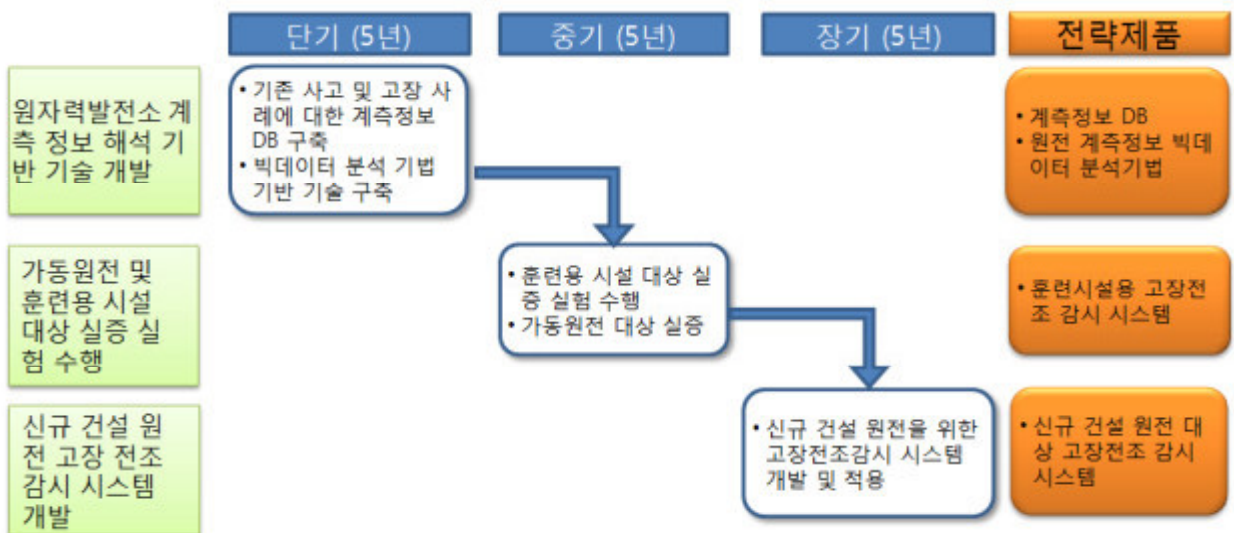 단기 (5년)
중기 (5년)
장기 (5년)
전략제품
원자력발전소 계
측 정보 해석 기
반 기술 개발
• 기존 사고 및 고장 사
례에 대한 계측정보
DB 구축
• 빅데이터 분석 기법
기반 기술 구축
• 계측정보 DB
• 원전 계측정보 빅데
이터 분석기법
가동원전 및
훈련용 시설
대상 실증 실
험 수행
• 훈련용 시설 대상 실
증 실험 수행
• 가동원전 대상 실증
• 훈련시설용 고장전
조 감시 시스템
신규 건설 원
전 고장 전조
감시 시스템
개발
• 신규 건설 원전을 위한
고장전조감시 시스템
개발 및 적용
• 신규 건설 원전 대
상 고장전조 감시
시스템